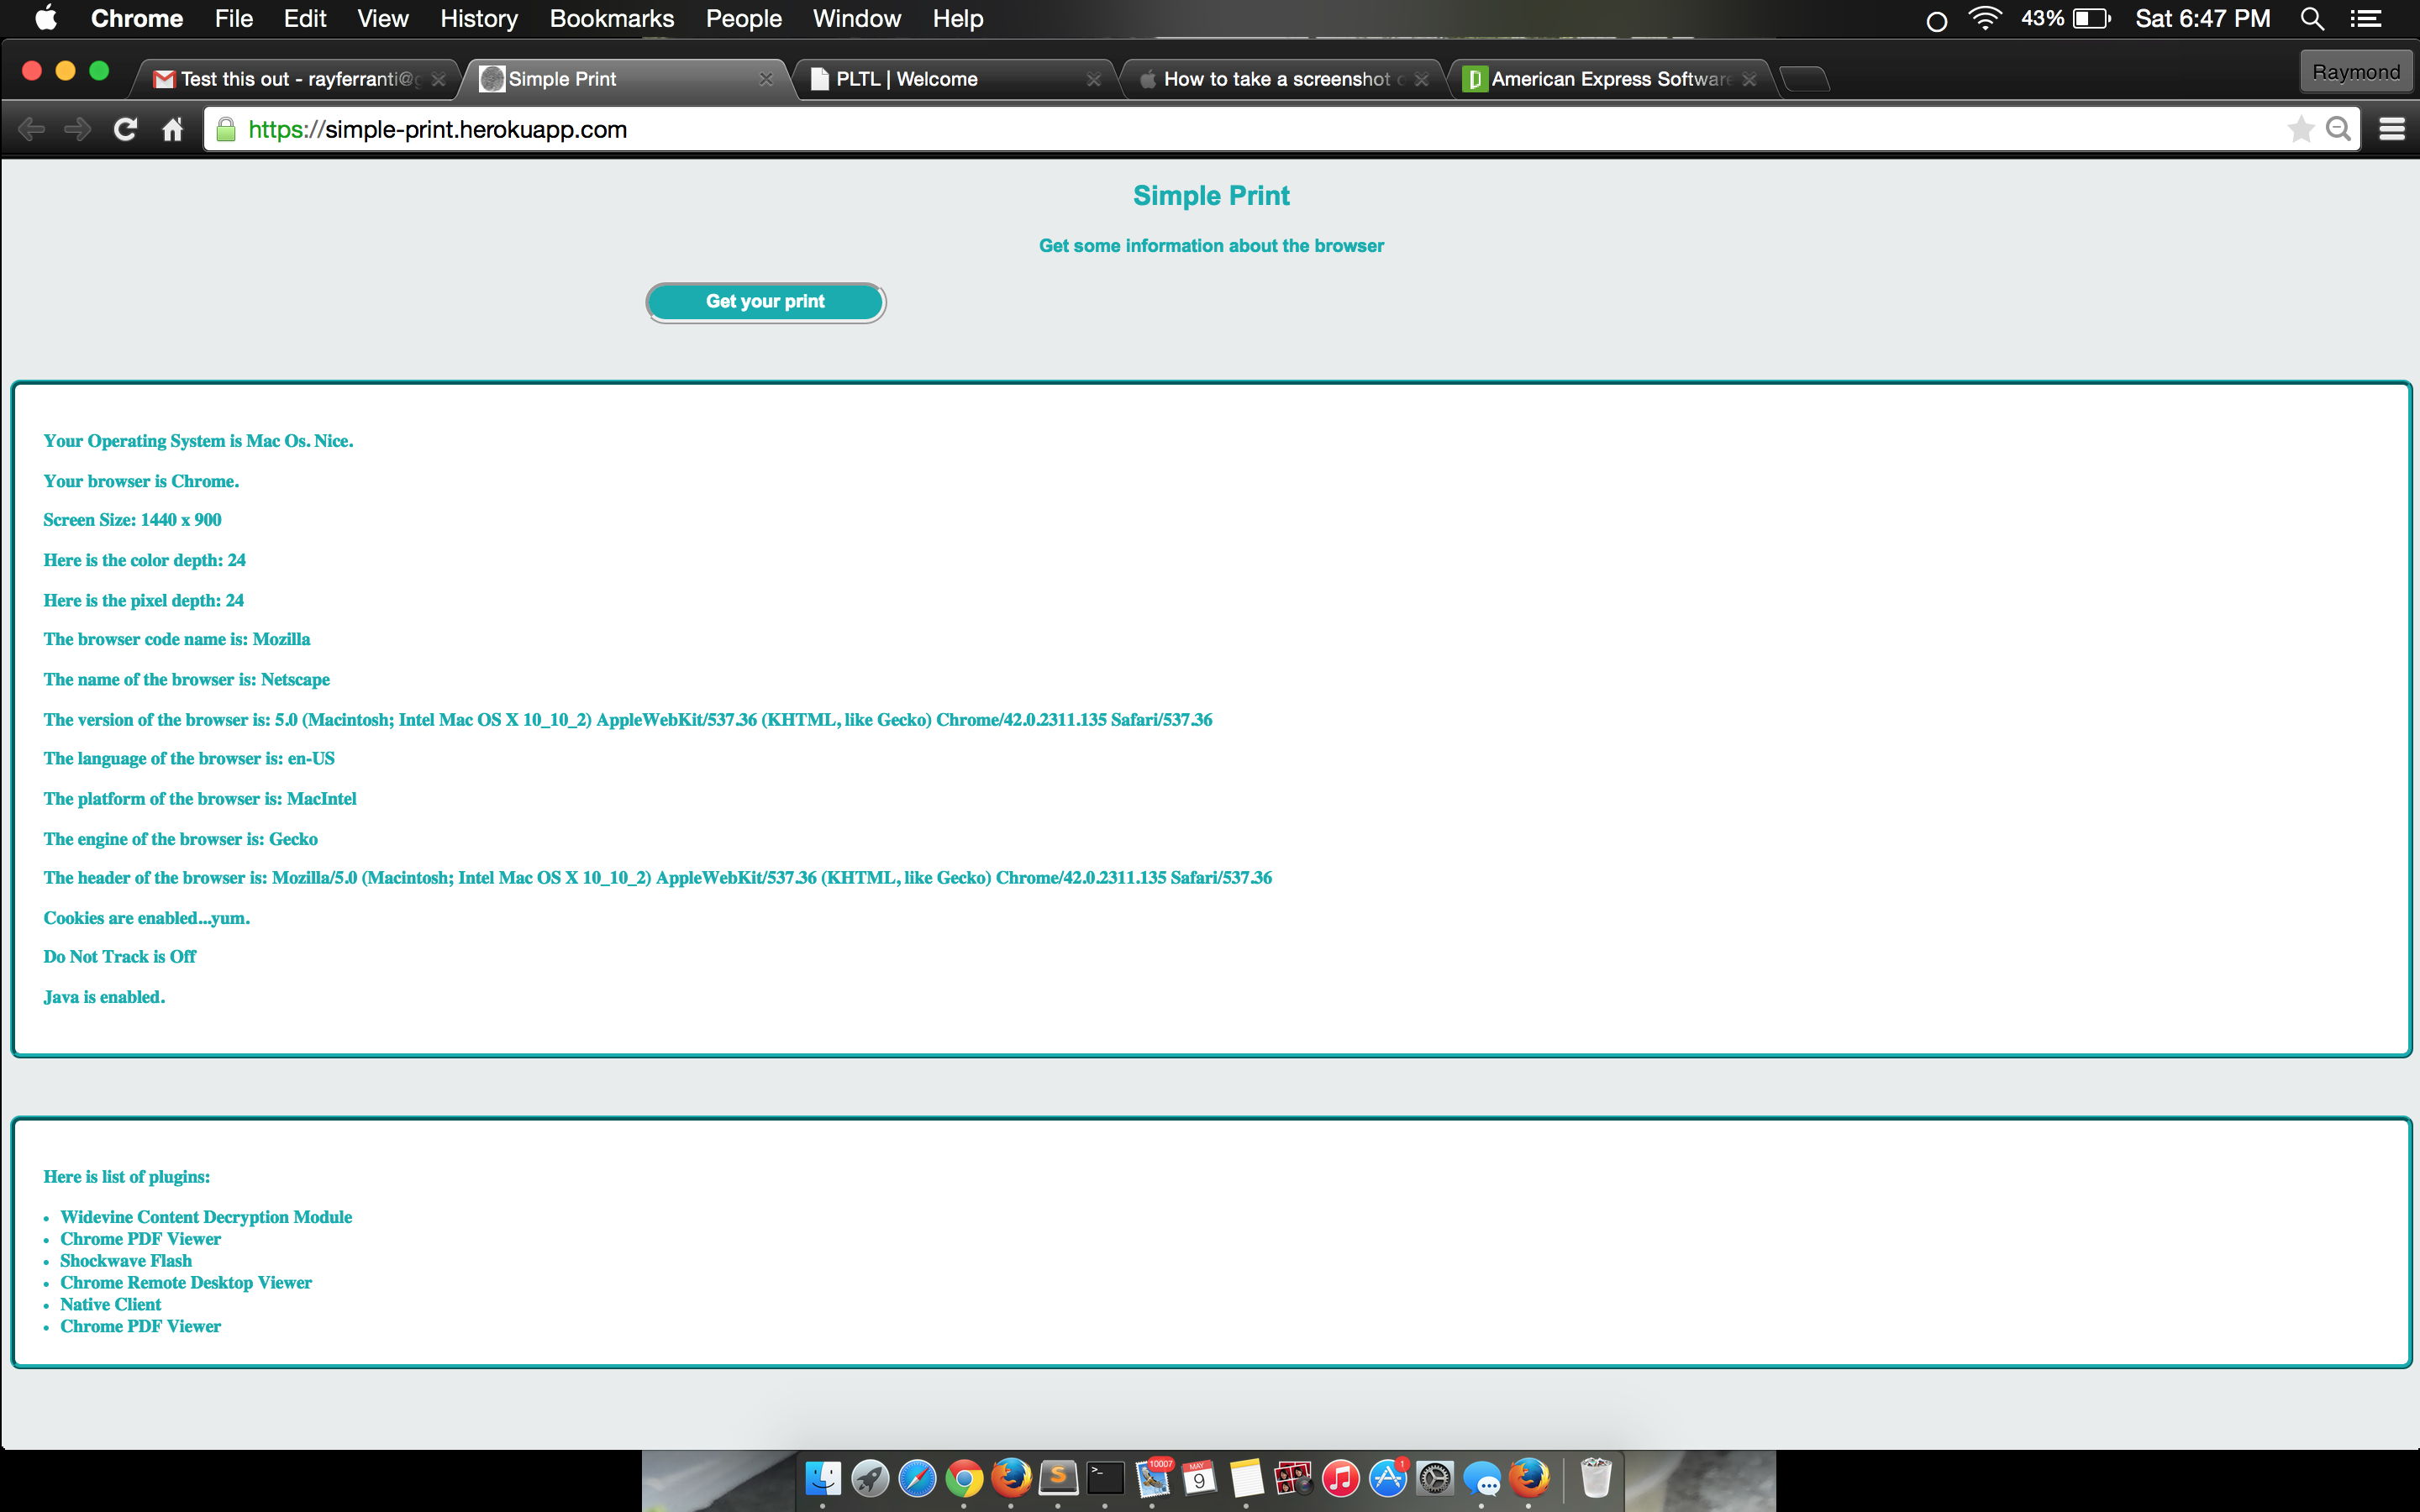 Chrome File Edit View History Bookmarks People Window Help 43% Sat 6:47 PM
Test this out - rayferranti@g Simple Print PLTL | Welcome How to take a screenshot American Express Software Raymond
https://simple-print.herokuapp.com
Simple Print
Get some information about the browser
Get your print
Your Operating System is Mac Os. Nice.
Your browser is Chrome.
Screen Size: 1440 x 900
Here is the color depth: 24
Here is the pixel depth: 24
The browser code name is: Mozilla
The name of the browser is: Netscape
The version of the browser is: 5.0 (Macintosh; Intel Mac OS X 10_10_2) AppleWebKit/537.36 (KHTML, like Gecko) Chrome/42.0.2311.135 Safari/537.36
The language of the browser is: en-US
The platform of the browser is: MacIntel
The engine of the browser is: Gecko
The header of the browser is: Mozilla/5.0 (Macintosh; Intel Mac OS X 10_10_2) AppleWebKit/537.36 (KHTML, like Gecko) Chrome/42.0.2311.135 Safari/537.36
Cookies are enabled...yum.
Do Not Track is Off
Java is enabled.
Here is list of plugins:
• Widevine Content Decryption Module
• Chrome PDF Viewer
• Shockwave Flash
• Chrome Remote Desktop Viewer
• Native Client
• Chrome PDF Viewer
10007 MAY 9 1